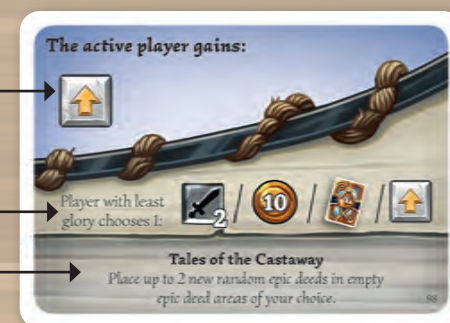 The active player gains:
Player with least
glory chooses 1:
2 / 10 / /
Tales of the Castaway
Place up to 2 new random epic deeds in empty
epic deed areas of your choice.
98